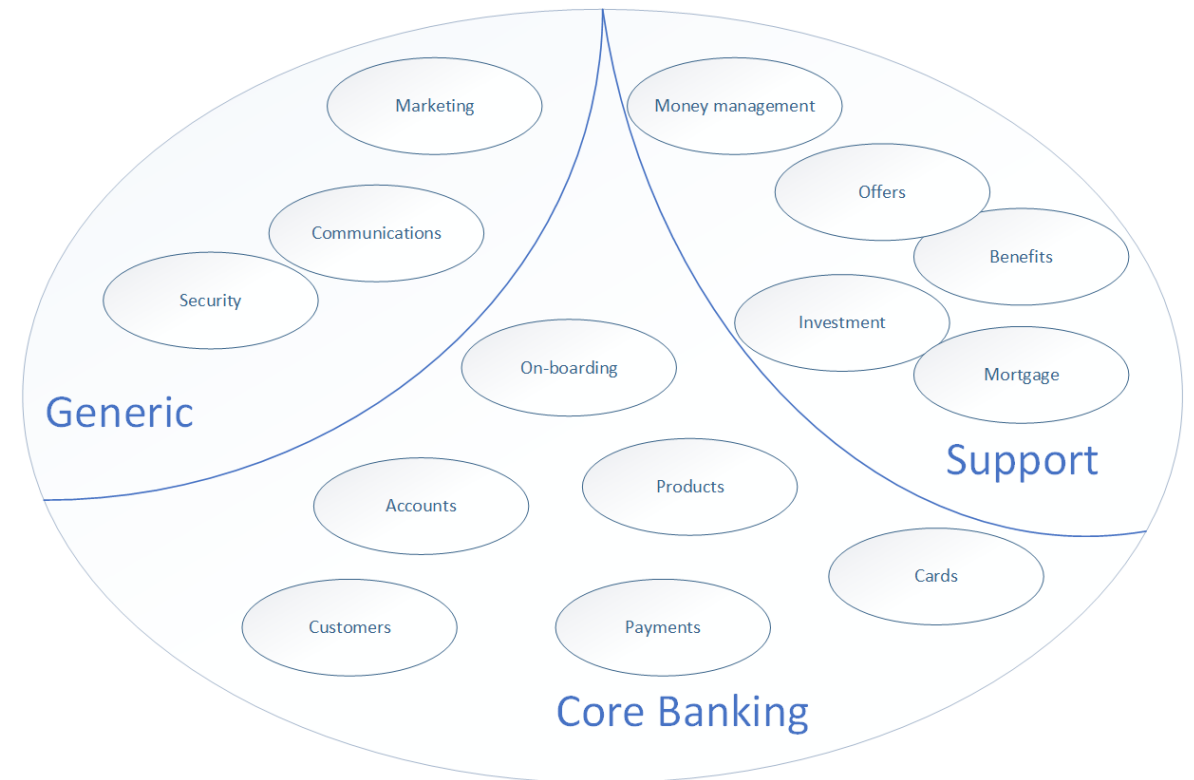 Marketing
Money management
Offers
Communications
Benefits
Security
Investment
On-boarding
Mortgage
Generic
Support
Products
Accounts
Cards
Customers
Payments
Core Banking